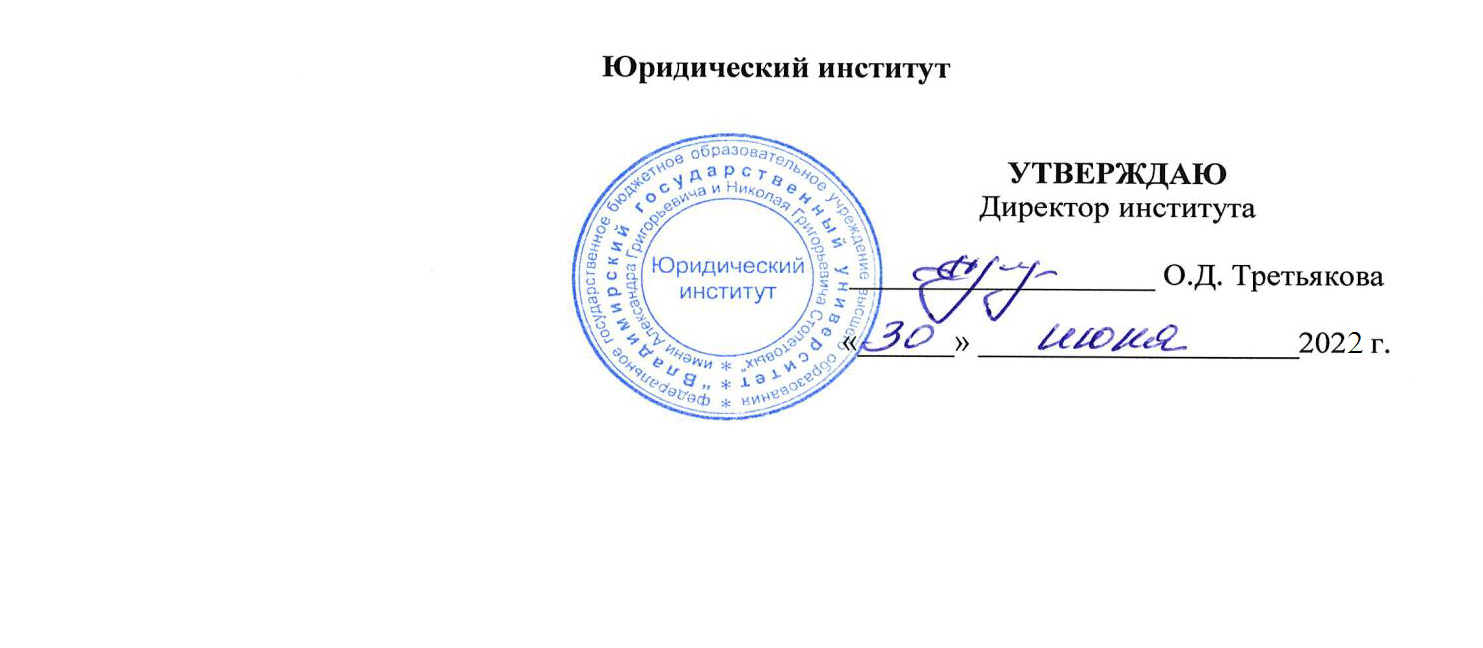 Юридический институт
УТВЕРЖДАЮ
Директор института
О.Д. Третьякова
«30» июня 2022 г.
федеральное государственное бюджетное образовательное учреждение высшего образования *
"Владимирский государственный университет *
имени Александра Григорьевича и Николая Григорьевича Столетовых" *
Юридический
институт